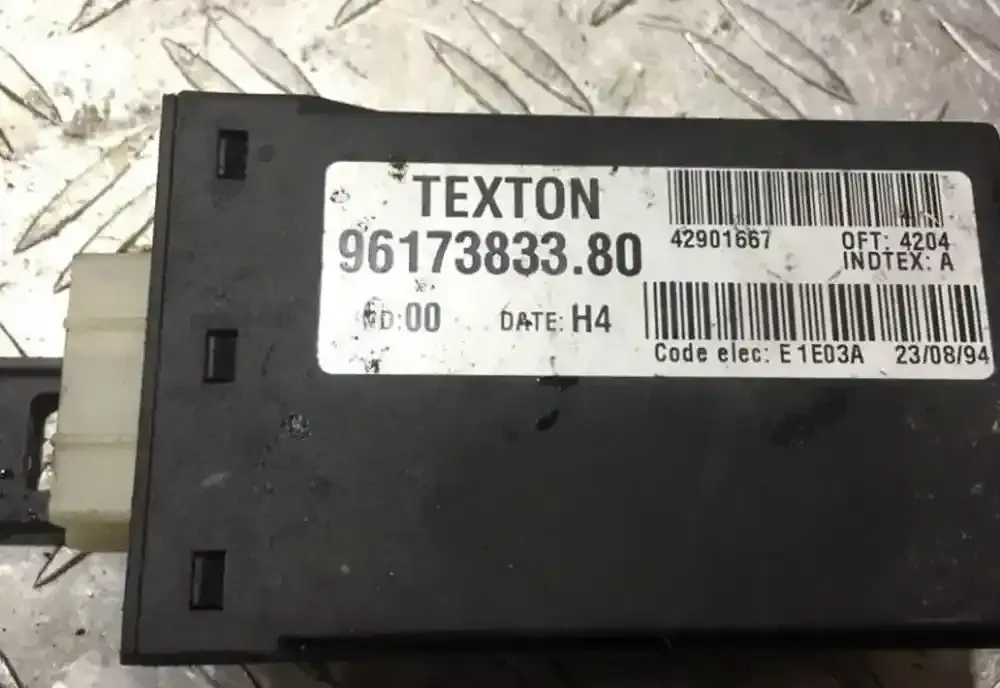 TEXTON
96173833.80
42901667 OFT: 4204
INDTEX: A
:00 DATE: H4
Code elec: E1E03A 23/08/94